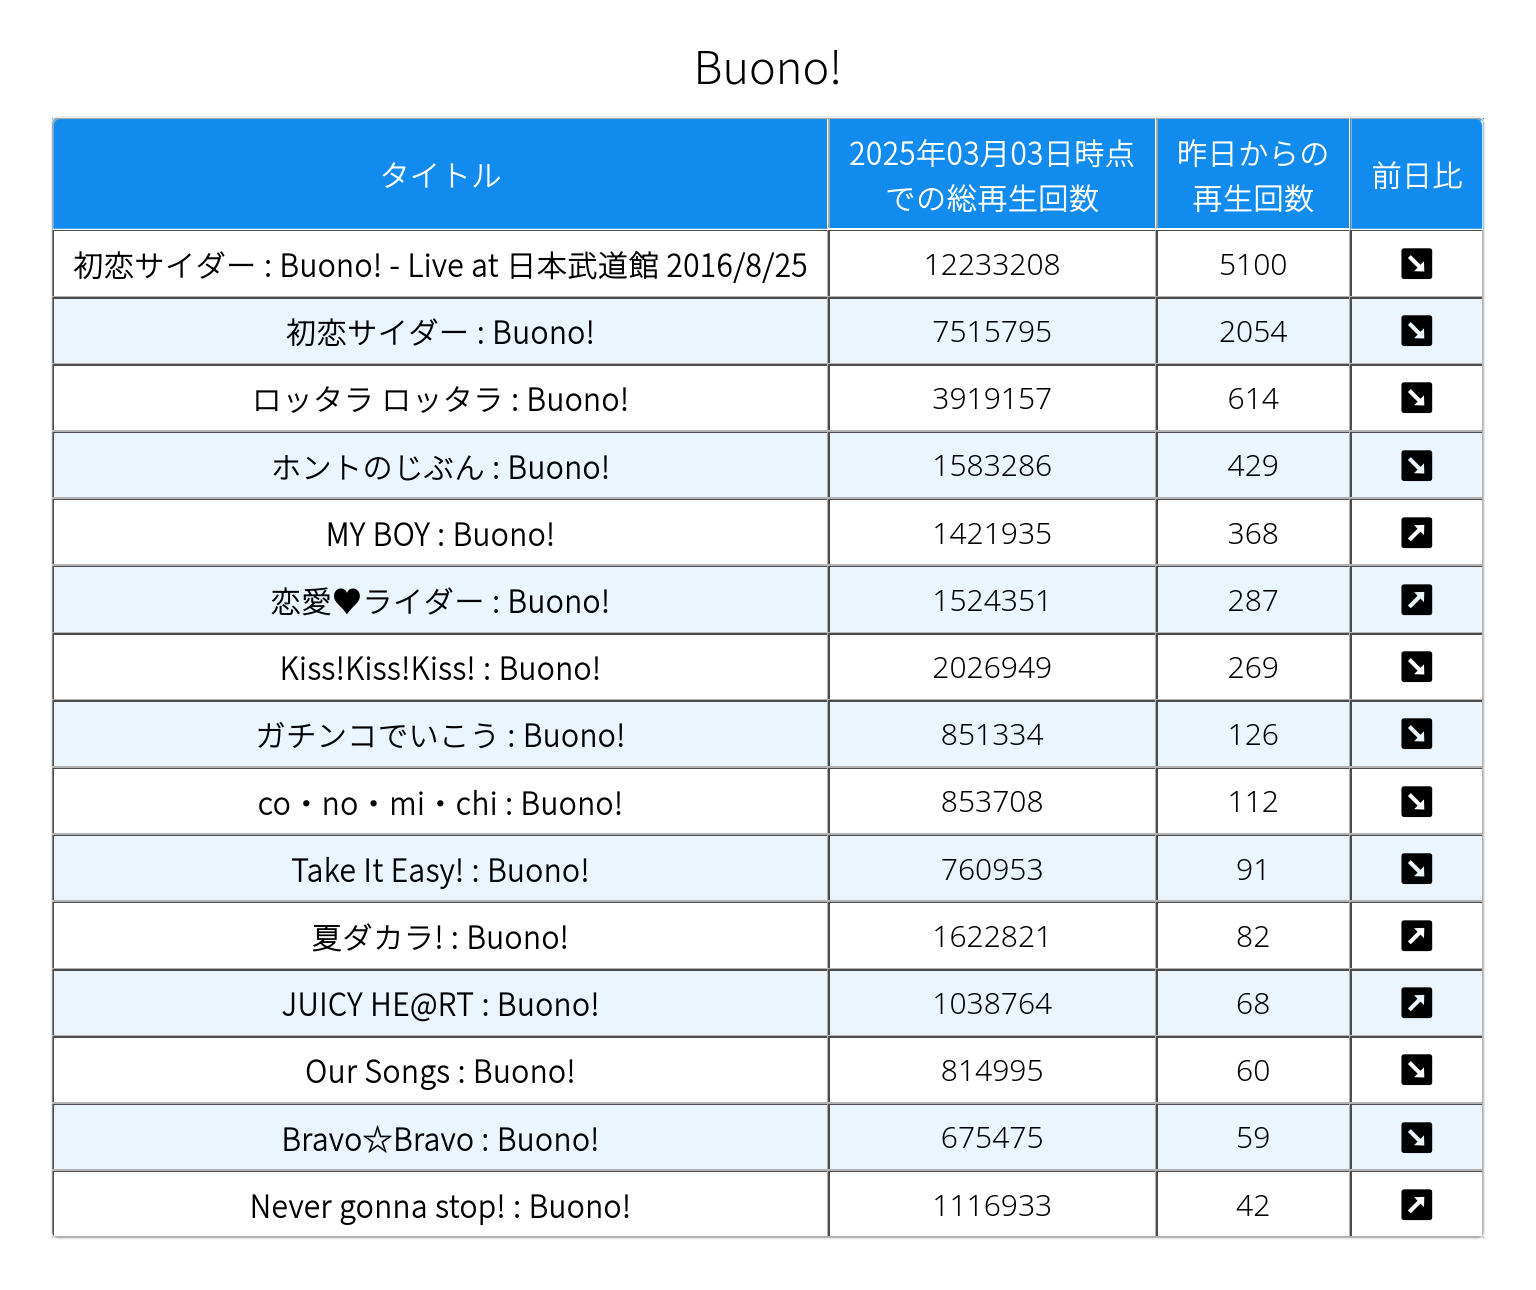 Buono!
タイトル 2025年03月03日時点での総再生回数 昨日からの再生回数 前日比
初恋サイダー : Buono! - Live at 日本武道館 2016/8/25 12233208 5100 ↘
初恋サイダー : Buono! 7515795 2054 ↘
ロッタラ ロッタラ : Buono! 3919157 614 ↘
ホントのじぶん : Buono! 1583286 429 ↘
MY BOY : Buono! 1421935 368 ↗
恋愛♥ライダー : Buono! 1524351 287 ↗
Kiss!Kiss!Kiss! : Buono! 2026949 269 ↘
ガチンコでいこう : Buono! 851334 126 ↘
co・no・mi・chi : Buono! 853708 112 ↘
Take It Easy! : Buono! 760953 91 ↘
夏ダカラ! : Buono! 1622821 82 ↗
JUICY HE@RT : Buono! 1038764 68 ↗
Our Songs : Buono! 814995 60 ↘
Bravo☆Bravo : Buono! 675475 59 ↘
Never gonna stop! : Buono! 1116933 42 ↗